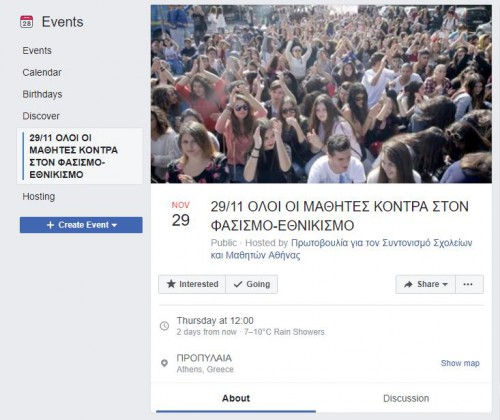 28 Events
Events
Calendar
Birthdays
Discover
29/11 ΟΛΟΙ ΟΙ
ΜΑΘΗΤΕΣ ΚΟΝΤΡΑ
ΣΤΟΝ ΦΑΣΙΣΜΟ-
ΕΘΝΙΚΙΣΜΟ
Hosting
+ Create Event
NOV
29
29/11 ΟΛΟΙ ΟΙ ΜΑΘΗΤΕΣ ΚΟΝΤΡΑ ΣΤΟΝ
ΦΑΣΙΣΜΟ-ΕΘΝΙΚΙΣΜΟ
Public · Hosted by Πρωτοβουλία για τον Συντονισμό Σχολείων
και Μαθητών Αθήνας
Interested Going Share ···
Thursday at 12:00
2 days from now · 7–10°C Rain Showers
ΠΡΟΠΥΛΑΙΑ
Athens, Greece
Show map
About Discussion